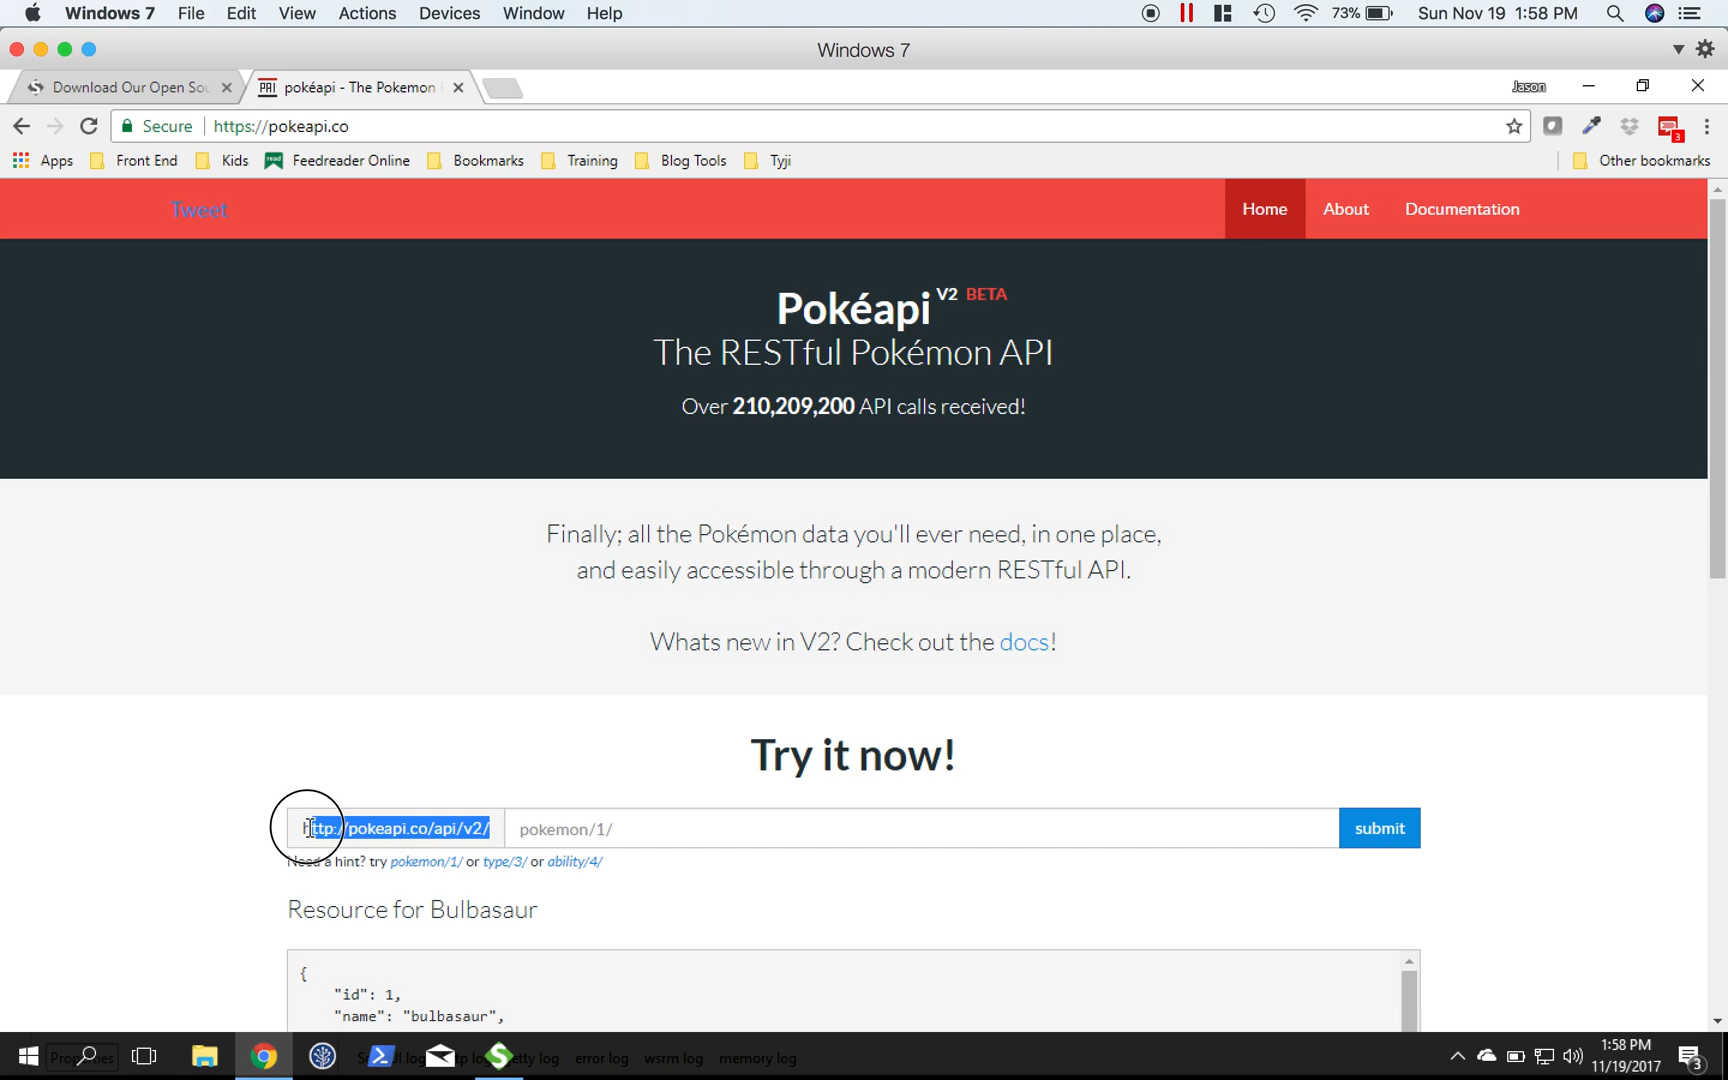 Windows 7 File Edit View Actions Devices Window Help 73% Sun Nov 19 1:58 PM
Windows 7
Download Our Open Sou pokéapi - The Pokemon Jason
Secure https://pokeapi.co
Apps Front End Kids Feedreader Online Bookmarks Training Blog Tools Tyji Other bookmarks
Tweet Home About Documentation
Pokéapi V2 BETA
The RESTful Pokémon API
Over 210,209,200 API calls received!
Finally; all the Pokémon data you'll ever need, in one place,
and easily accessible through a modern RESTful API.
Whats new in V2? Check out the docs!
Try it now!
http://pokeapi.co/api/v2/ pokemon/1/ submit
Need a hint? try pokemon/1/ or type/3/ or ability/4/
Resource for Bulbasaur
{
"id": 1,
"name": "bulbasaur",
error log wsrm log memory log
1:58 PM
11/19/2017
3